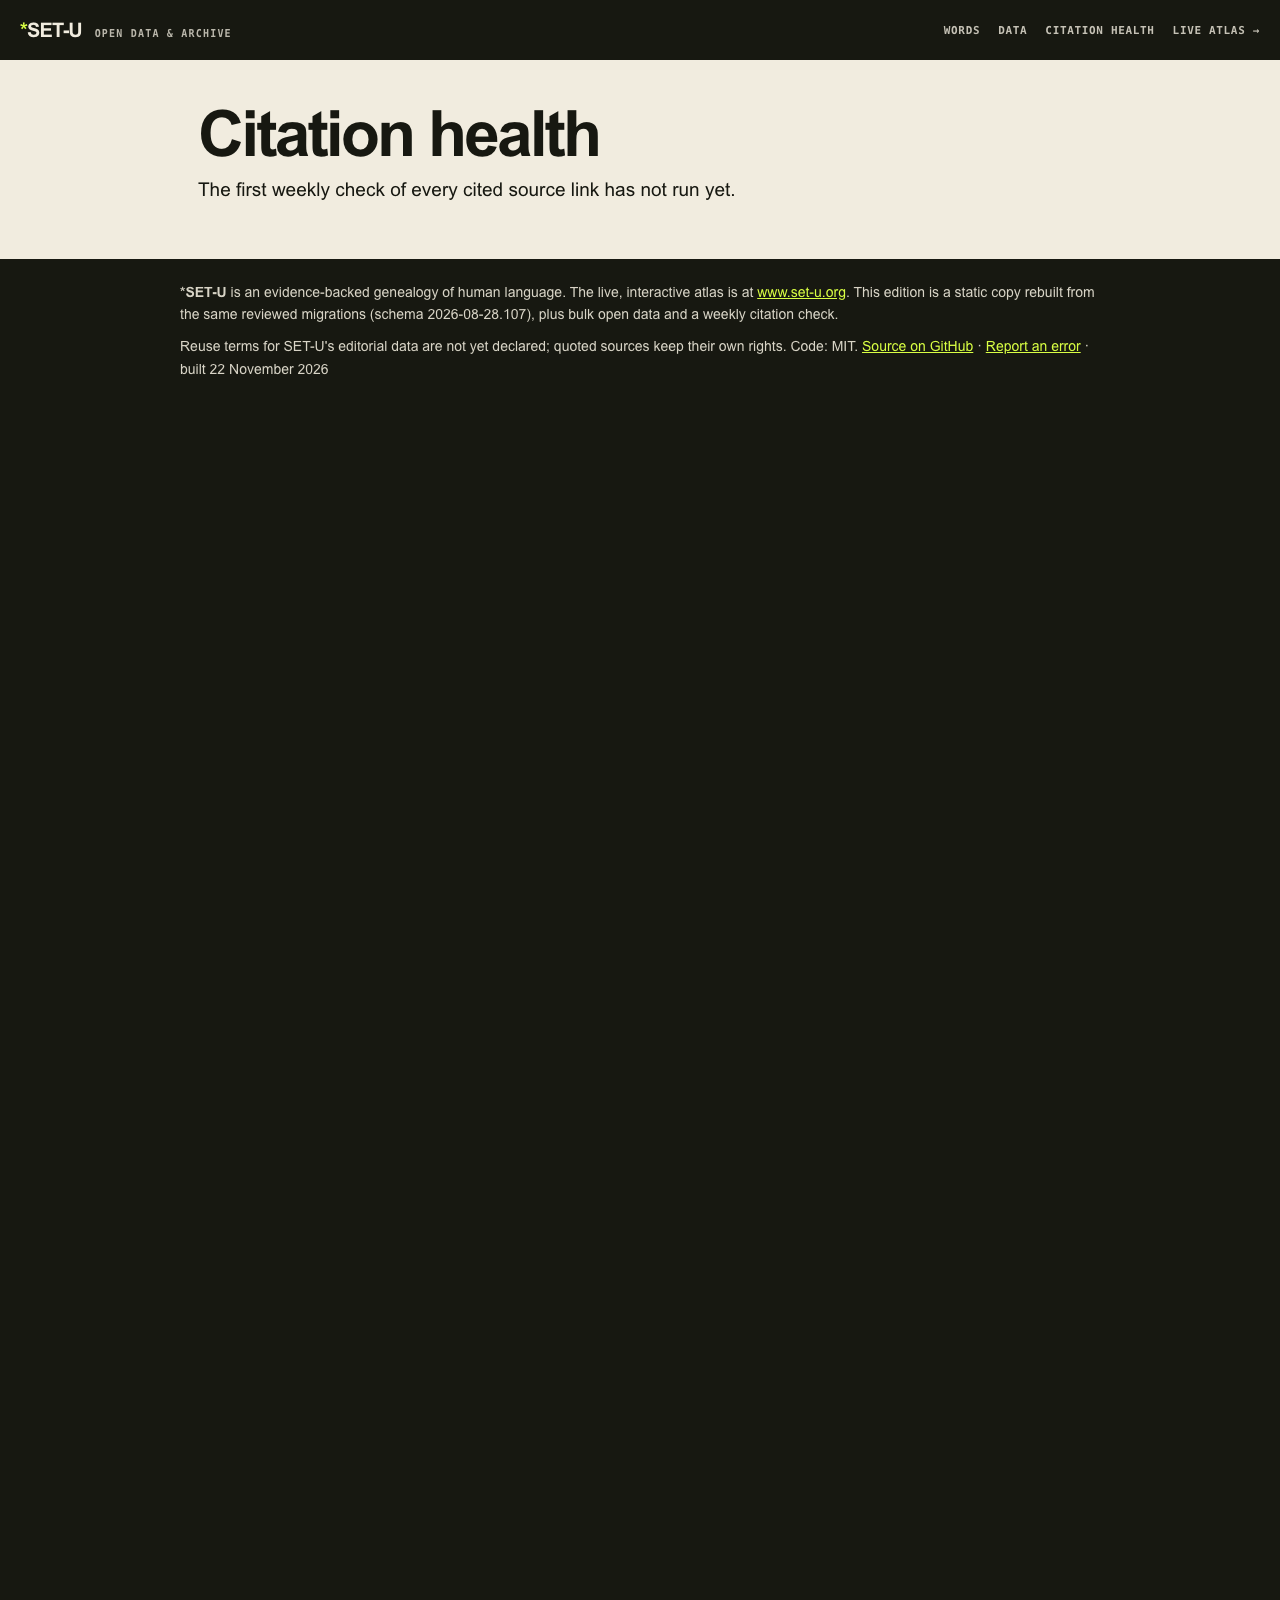 *SET-U OPEN DATA & ARCHIVE WORDS DATA CITATION HEALTH LIVE ATLAS →
Citation health
The first weekly check of every cited source link has not run yet.
*SET-U is an evidence-backed genealogy of human language. The live, interactive atlas is at www.set-u.org. This edition is a static copy rebuilt from
the same reviewed migrations (schema 2026-08-28.107), plus bulk open data and a weekly citation check.
Reuse terms for SET-U's editorial data are not yet declared; quoted sources keep their own rights. Code: MIT. Source on GitHub · Report an error ·
built 22 November 2026